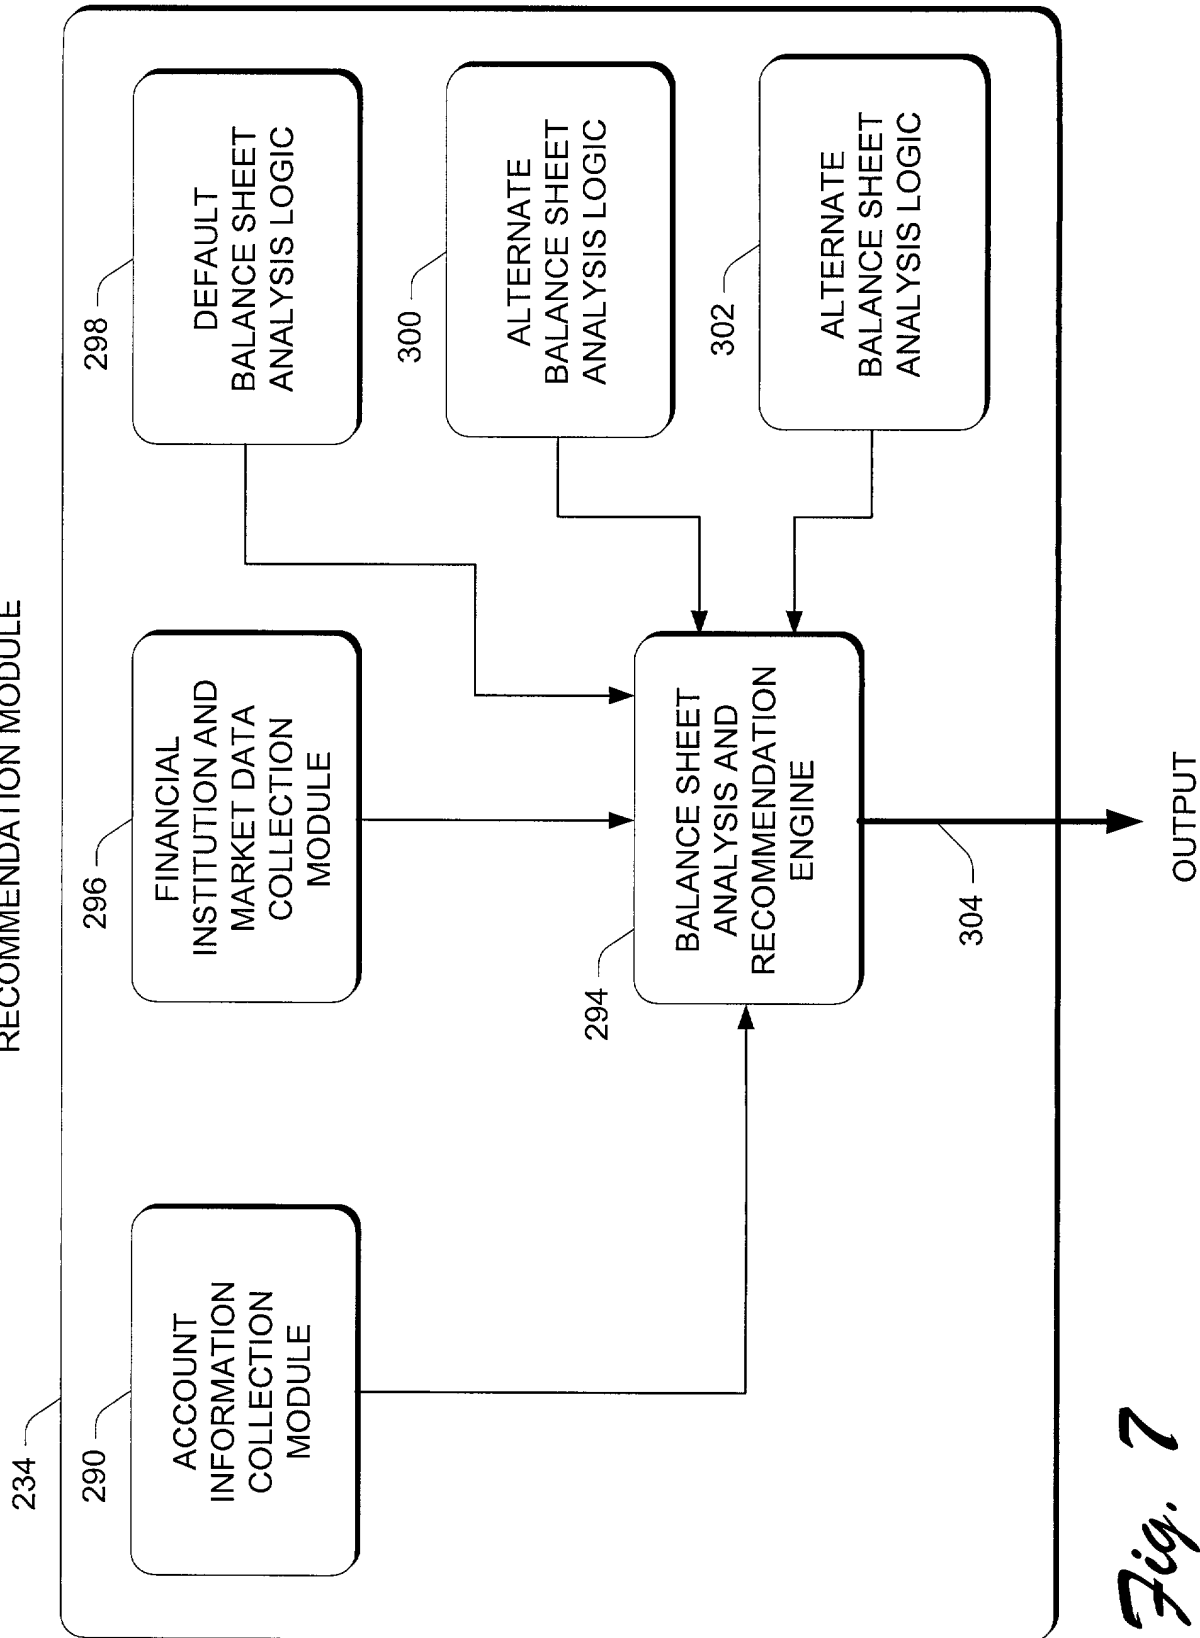 RECOMMENDATION MODULE
234
290
ACCOUNT
INFORMATION
COLLECTION
MODULE
296
FINANCIAL
INSTITUTION AND
MARKET DATA
COLLECTION
MODULE
298
DEFAULT
BALANCE SHEET
ANALYSIS LOGIC
300
ALTERNATE
BALANCE SHEET
ANALYSIS LOGIC
302
ALTERNATE
BALANCE SHEET
ANALYSIS LOGIC
294
BALANCE SHEET
ANALYSIS AND
RECOMMENDATION
ENGINE
304
OUTPUT
Fig. 7